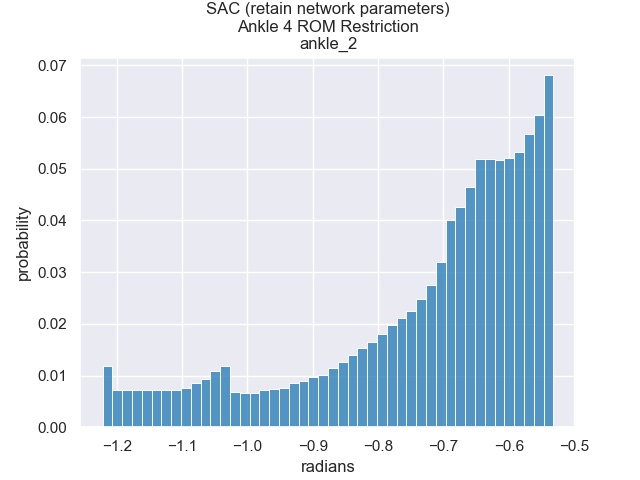 SAC (retain network parameters)
Ankle 4 ROM Restriction
ankle_2
0.07
0.06
0.05
0.04
0.03
0.02
0.01
0.00
probability
−1.2 −1.1 −1.0 −0.9 −0.8 −0.7 −0.6 −0.5
radians